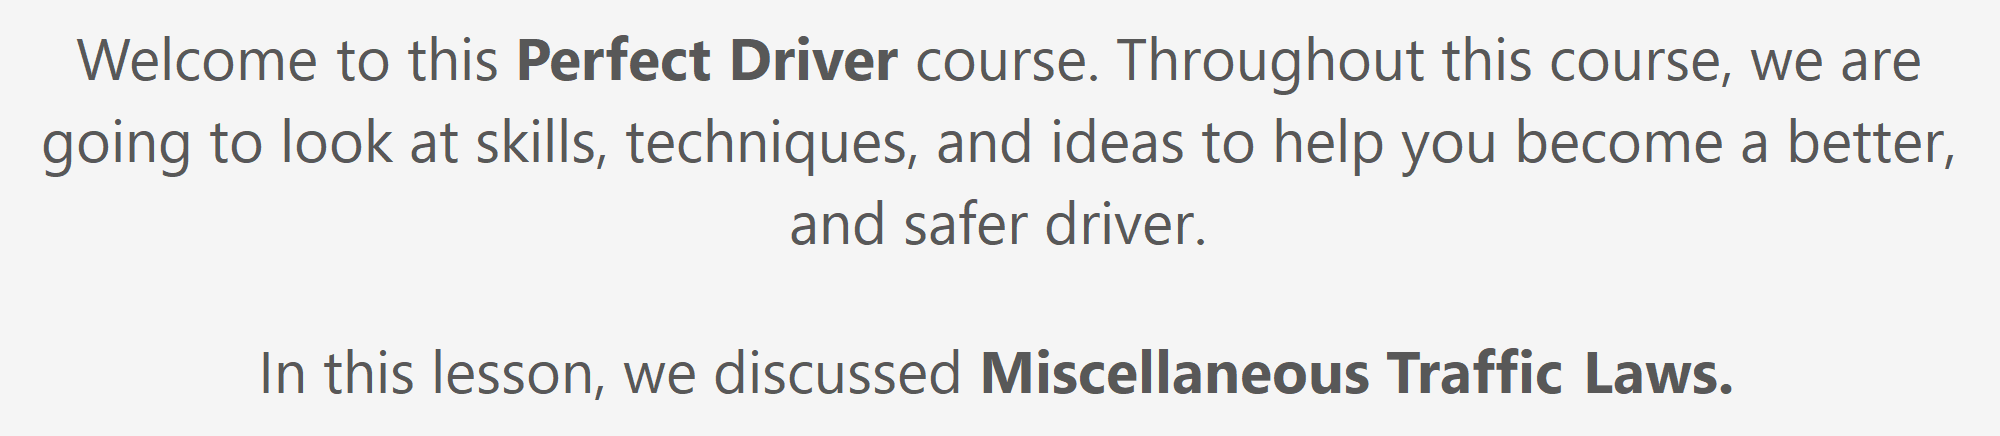 Welcome to this Perfect Driver course. Throughout this course, we are
going to look at skills, techniques, and ideas to help you become a better,
and safer driver.
In this lesson, we discussed Miscellaneous Traffic Laws.